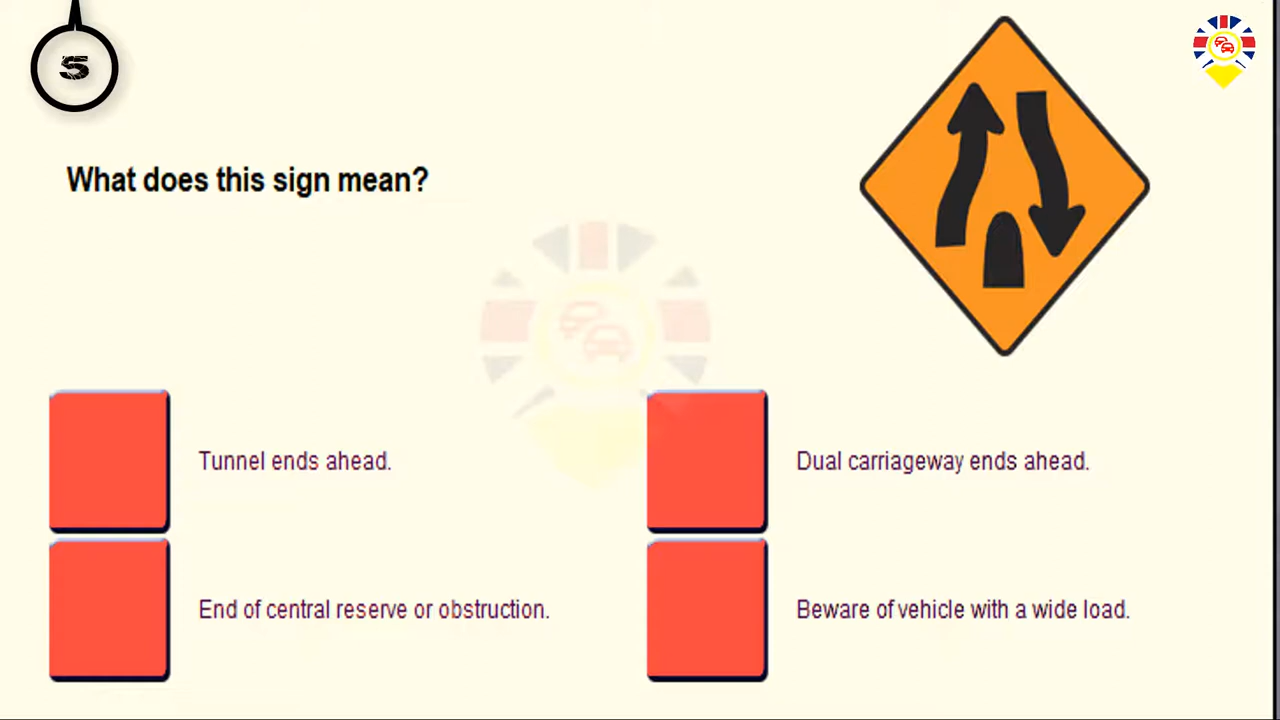 5
What does this sign mean?
Tunnel ends ahead.
Dual carriageway ends ahead.
End of central reserve or obstruction.
Beware of vehicle with a wide load.